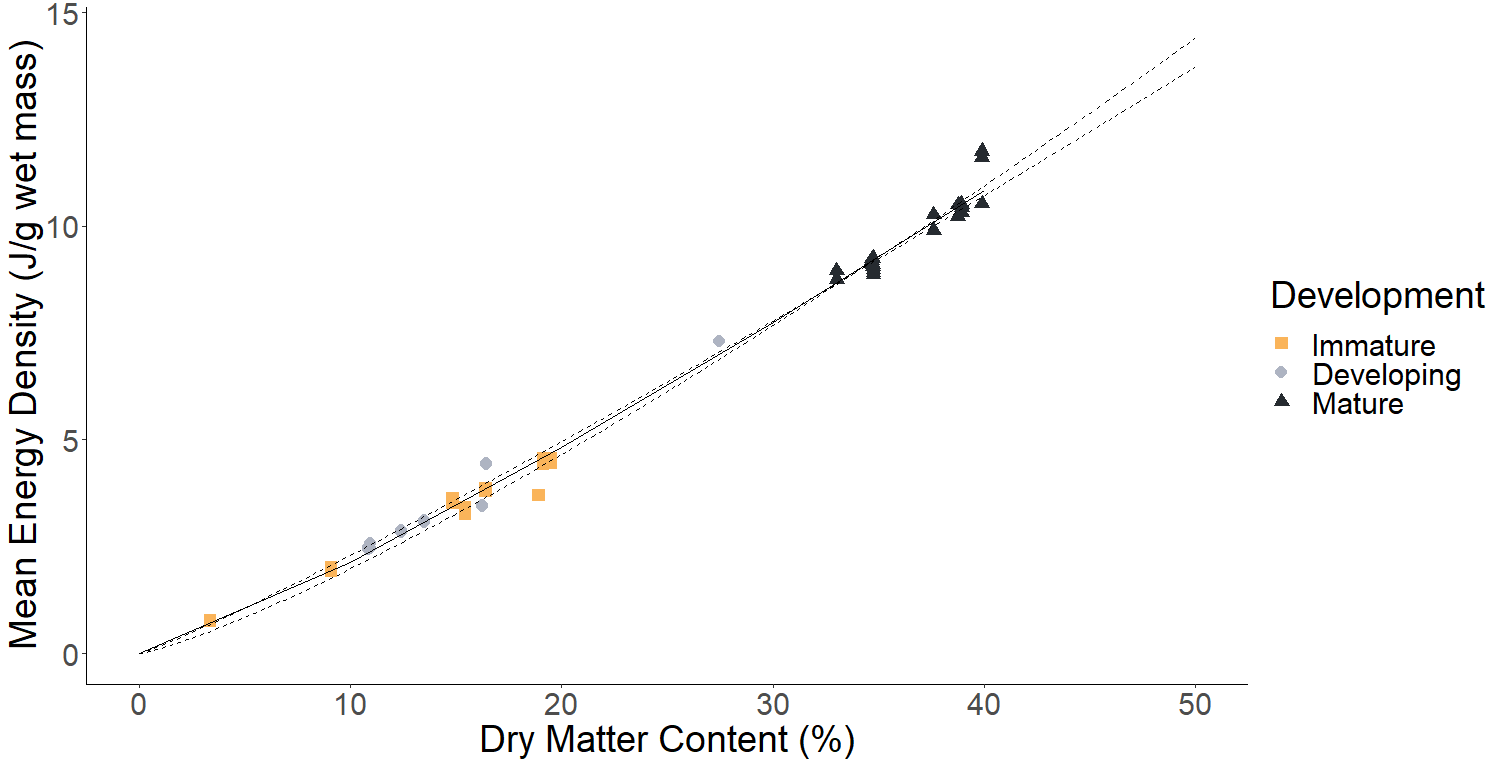 Mean Energy Density (J/g wet mass)
15
10
5
0
0 10 20 30 40 50
Dry Matter Content (%)
Development
Immature
Developing
Mature